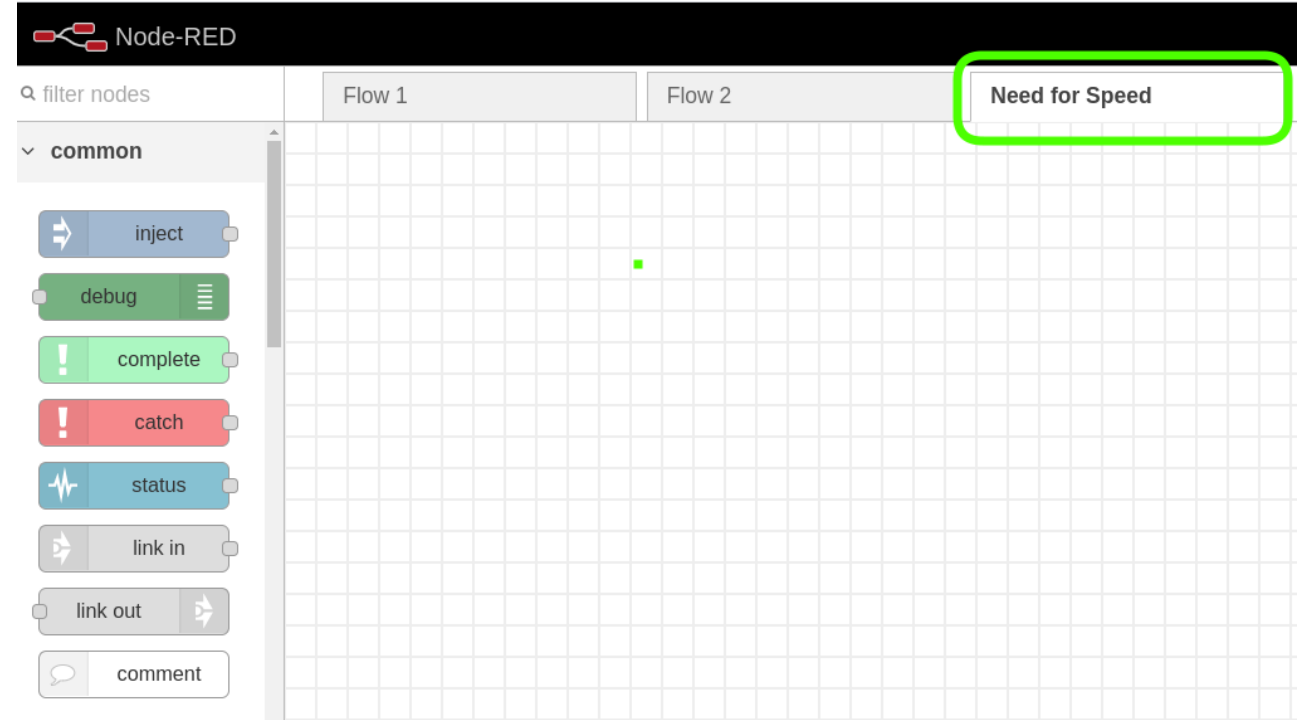 Node-RED
filter nodes
Flow 1
Flow 2
Need for Speed
common
inject
debug
complete
catch
status
link in
link out
comment